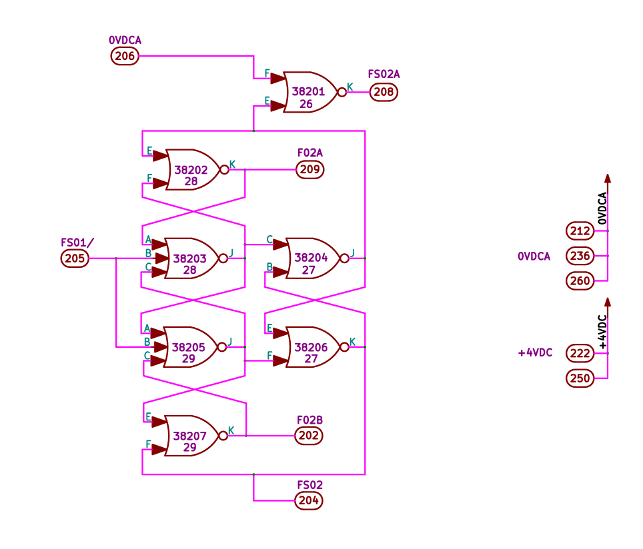 0VDCA
206
F
E
38201
26
K
FS02A
208
E
F
38202
28
K
F02A
209
FS01/
205
A
B
C
38203
28
J
C
B
38204
27
J
A
B
C
38205
29
J
E
F
38206
27
K
E
F
38207
29
K
F02B
202
FS02
204
0VDCA
212
0VDCA
236
260
+4VDC
+4VDC
222
250